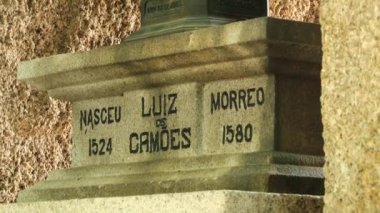 NASCEU
1524
LUIZ
DE
CAMÕES
MORREO
1580